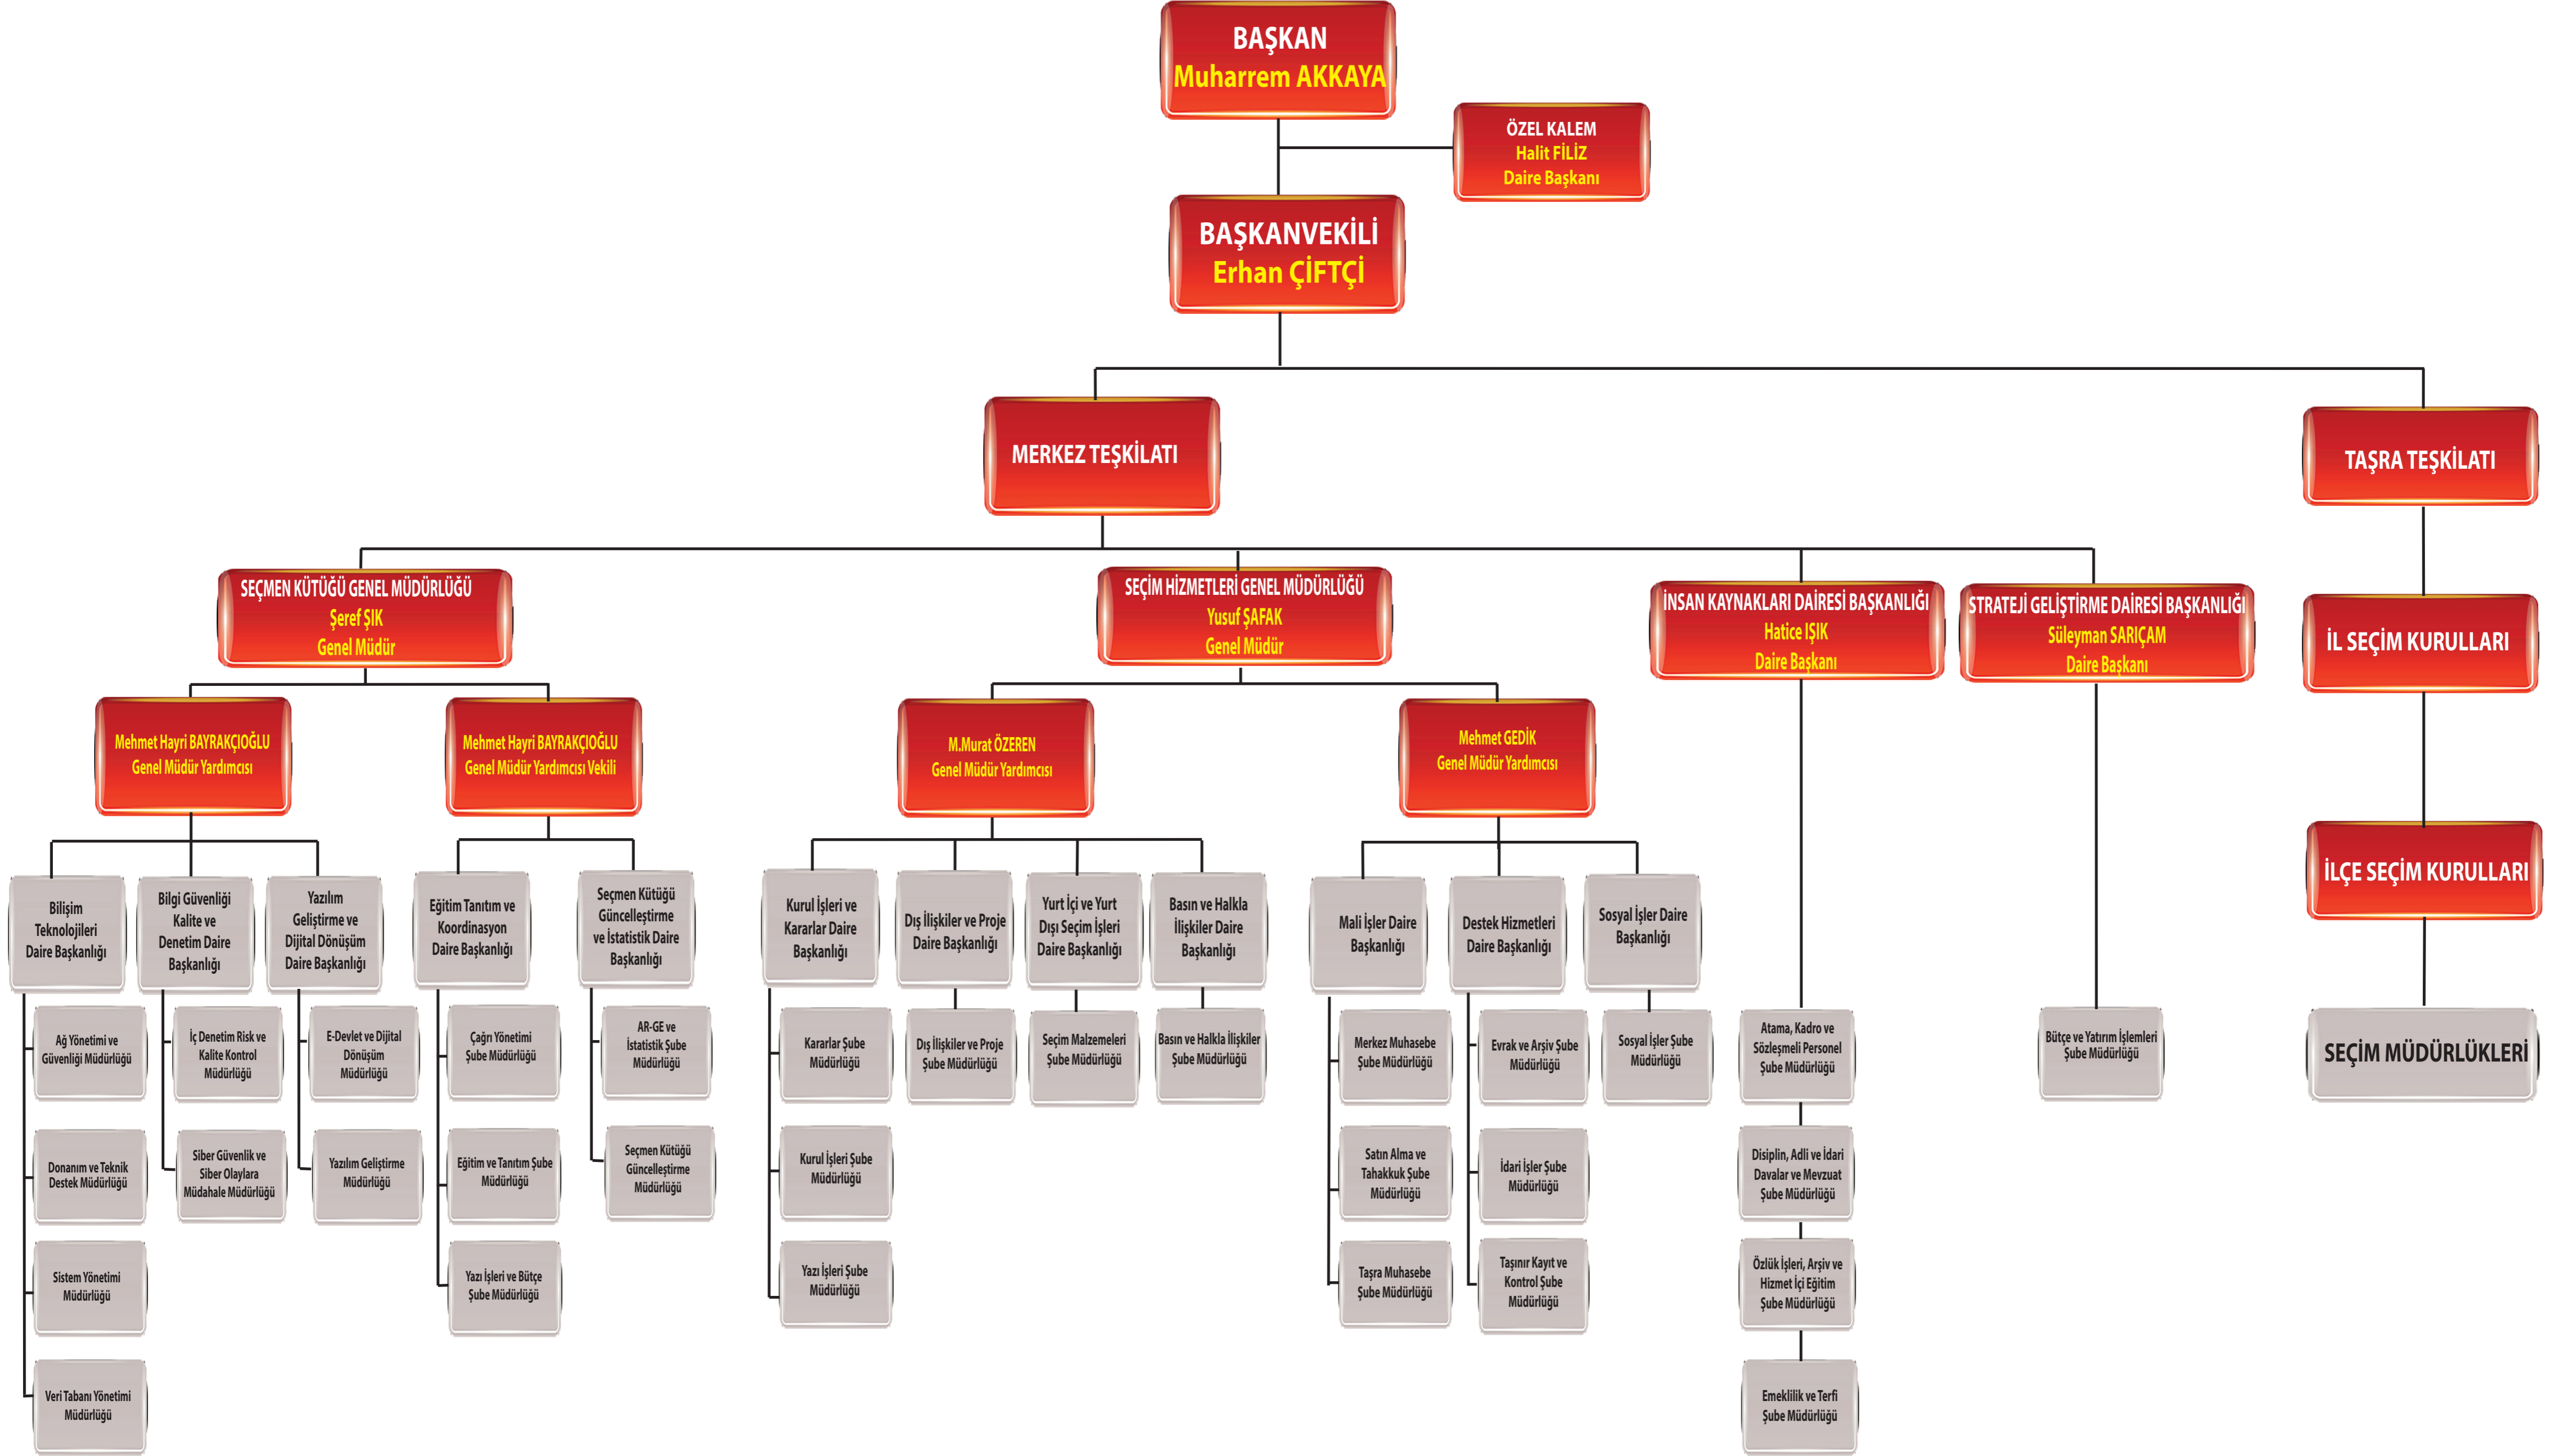 BAŞKAN
Muharrem AKKAYA
ÖZEL KALEM
Halit FİLİZ
Daire Başkanı
BAŞKANVEKİLİ
Erhan ÇİFTÇİ
MERKEZ TEŞKİLATI
TAŞRA TEŞKİLATI
SEÇMEN KÜTÜĞÜ GENEL MÜDÜRLÜĞÜ
Şeref ŞIK
Genel Müdür
SEÇİM HİZMETLERİ GENEL MÜDÜRLÜĞÜ
Yusuf ŞAFAK
Genel Müdür
İNSAN KAYNAKLARI DAİRESİ BAŞKANLIĞI
Hatice IŞIK
Daire Başkanı
STRATEJİ GELİŞTİRME DAİRESİ BAŞKANLIĞI
Süleyman SARIÇAM
Daire Başkanı
İL SEÇİM KURULLARI
Mehmet Hayri BAYRAKÇIOĞLU
Genel Müdür Yardımcısı
Mehmet Hayri BAYRAKÇIOĞLU
Genel Müdür Yardımcısı Vekili
M.Murat ÖZEREN
Genel Müdür Yardımcısı
Mehmet GEDİK
Genel Müdür Yardımcısı
İLÇE SEÇİM KURULLARI
Bilişim
Teknolojileri
Daire Başkanlığı
Bilgi Güvenliği
Kalite ve
Denetim Daire
Başkanlığı
Yazılım
Geliştirme ve
Dijital Dönüşüm
Daire Başkanlığı
Eğitim Tanıtım ve
Koordinasyon
Daire Başkanlığı
Seçmen Kütüğü
Güncelleştirme
ve İstatistik Daire
Başkanlığı
Kurul İşleri ve
Kararlar Daire
Başkanlığı
Dış İlişkiler ve Proje
Daire Başkanlığı
Yurt İçi ve Yurt
Dışı Seçim İşleri
Daire Başkanlığı
Basın ve Halkla
İlişkiler Daire
Başkanlığı
Mali İşler Daire
Başkanlığı
Destek Hizmetleri
Daire Başkanlığı
Sosyal İşler Daire
Başkanlığı
Ağ Yönetimi ve
Güvenliği Müdürlüğü
İç Denetim Risk ve
Kalite Kontrol
Müdürlüğü
E-Devlet ve Dijital
Dönüşüm
Müdürlüğü
Çağrı Yönetimi
Şube Müdürlüğü
AR-GE ve
İstatistik Şube
Müdürlüğü
Kararlar Şube
Müdürlüğü
Dış İlişkiler ve Proje
Şube Müdürlüğü
Seçim Malzemeleri
Şube Müdürlüğü
Basın ve Halkla İlişkiler
Şube Müdürlüğü
Merkez Muhasebe
Şube Müdürlüğü
Evrak ve Arşiv Şube
Müdürlüğü
Sosyal İşler Şube
Müdürlüğü
Atama, Kadro ve
Sözleşmeli Personel
Şube Müdürlüğü
Bütçe ve Yatırım İşlemleri
Şube Müdürlüğü
SEÇİM MÜDÜRLÜKLERİ
Donanım ve Teknik
Destek Müdürlüğü
Siber Güvenlik ve
Siber Olaylara
Müdahale Müdürlüğü
Yazılım Geliştirme
Müdürlüğü
Eğitim ve Tanıtım Şube
Müdürlüğü
Seçmen Kütüğü
Güncelleştirme
Müdürlüğü
Kurul İşleri Şube
Müdürlüğü
Satın Alma ve
Tahakkuk Şube
Müdürlüğü
İdari İşler Şube
Müdürlüğü
Disiplin, Adli ve İdari
Davalar ve Mevzuat
Şube Müdürlüğü
Sistem Yönetimi
Müdürlüğü
Yazı İşleri ve Bütçe
Şube Müdürlüğü
Yazı İşleri Şube
Müdürlüğü
Taşra Muhasebe
Şube Müdürlüğü
Taşınır Kayıt ve
Kontrol Şube
Müdürlüğü
Özlük İşleri, Arşiv ve
Hizmet İçi Eğitim
Şube Müdürlüğü
Veri Tabanı Yönetimi
Müdürlüğü
Emeklilik ve Terfi
Şube Müdürlüğü